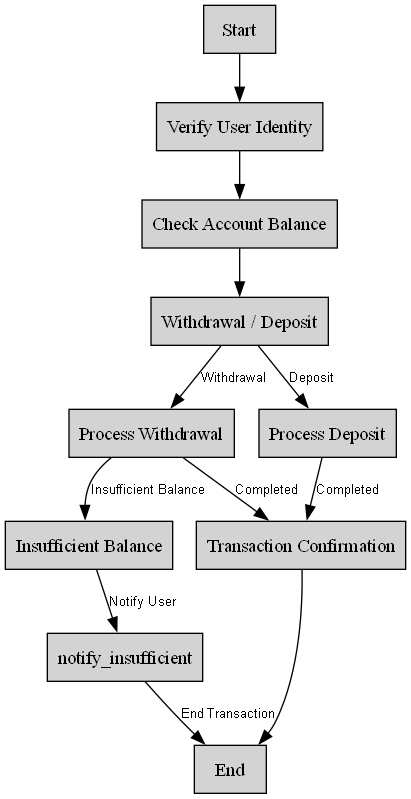 Start
Verify User Identity
Check Account Balance
Withdrawal / Deposit
Withdrawal
Deposit
Process Withdrawal
Process Deposit
Insufficient Balance
Completed
Completed
Insufficient Balance
Transaction Confirmation
Notify User
notify_insufficient
End Transaction
End